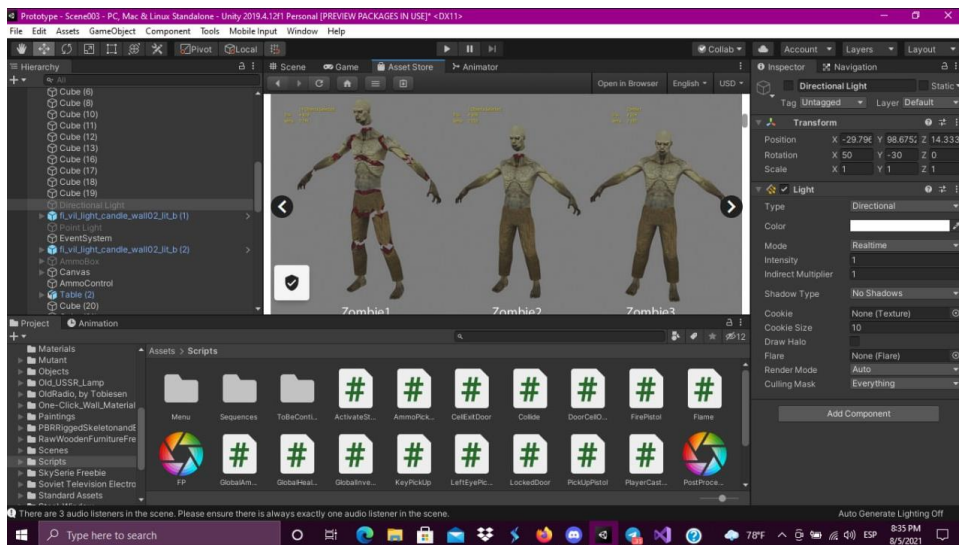 Prototype - Scene003 - PC, Mac & Linux Standalone - Unity 2019.4.12f1 Personal [PREVIEW PACKAGES IN USE]* <DX11>
File Edit Assets GameObject Component Tools Mobile Input Window Help
Pivot Local Collab Account Layers Layout
Hierarchy
All
Cube (6)
Cube (8)
Cube (10)
Cube (11)
Cube (12)
Cube (13)
Cube (16)
Cube (17)
Cube (18)
Cube (19)
Directional Light
fi_vil_light_candle_wall02_lit_b (1)
Point Light
EventSystem
fi_vil_light_candle_wall02_lit_b (2)
AmmoBox
Canvas
AmmoControl
Table (2)
Cube (20)
Scene Game Asset Store Animator
Open in Browser English USD
Zombie1 Zombie2 Zombie3
Inspector Navigation
Directional Light Static
Tag Untagged Layer Default
Transform
Position X -29.796 Y 98.6752 Z 14.333
Rotation X 50 Y -30 Z 0
Scale X 1 Y 1 Z 1
Light
Type Directional
Color
Mode Realtime
Intensity 1
Indirect Multiplier 1
Shadow Type No Shadows
Cookie None (Texture)
Cookie Size 10
Draw Halo
Flare None (Flare)
Render Mode Auto
Culling Mask Everything
Add Component
Project Animation
12
Materials
Mutant
Objects
Old_USSR_Lamp
OldRadio, by Tobiesen
One-Click_Wall_Material
Paintings
PBRRiggedSkeletonandE
RawWoodenFurnitureFre
Scenes
Scripts
SkySerie Freebie
Soviet Television Electro
Standard Assets
Assets > Scripts
Menu Sequences ToBeConti... ActivateSt... AmmoPick... CellExitDoor Collide DoorCellO... FirePistol Flame
FP GlobalAm... GlobalHeal... GlobalInve... KeyPickUp LeftEyePic... LockedDoor PickUpPistol PlayerCast... PostProce...
There are 3 audio listeners in the scene. Please ensure there is always exactly one audio listener in the scene.
Auto Generate Lighting Off
Type here to search
78°F ESP
8:35 PM
8/5/2021